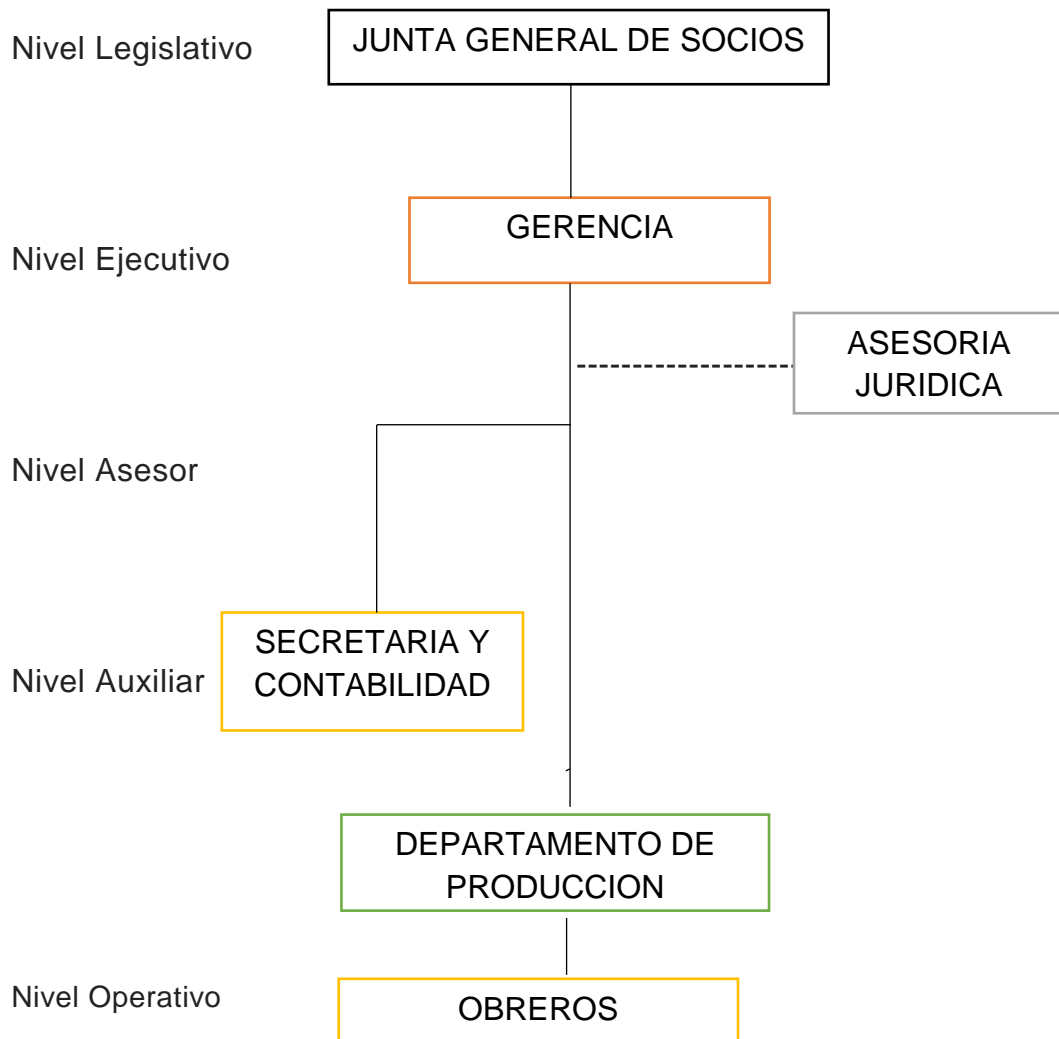 Nivel Legislativo
JUNTA GENERAL DE SOCIOS
GERENCIA
Nivel Ejecutivo
ASESORIA
JURIDICA
Nivel Asesor
SECRETARIA Y
CONTABILIDAD
Nivel Auxiliar
DEPARTAMENTO DE
PRODUCCION
Nivel Operativo
OBREROS